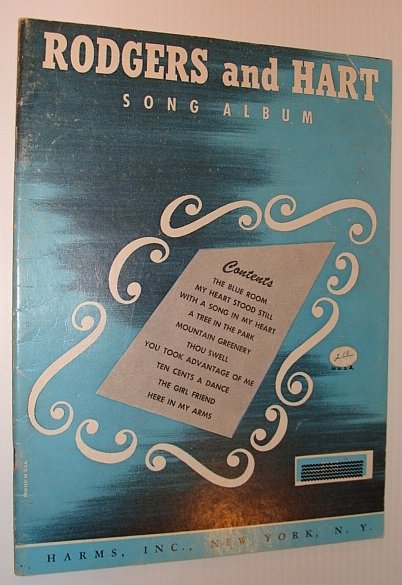 RODGERS and HART
SONG ALBUM
Contents
THE BLUE ROOM
MY HEART STOOD STILL
WITH A SONG IN MY HEART
A TREE IN THE PARK
MOUNTAIN GREENERY
THOU SWELL
YOU TOOK ADVANTAGE OF ME
TEN CENTS A DANCE
THE GIRL FRIEND
HERE IN MY ARMS
U.S.A.
HARMS, INC., NEW YORK, N. Y.